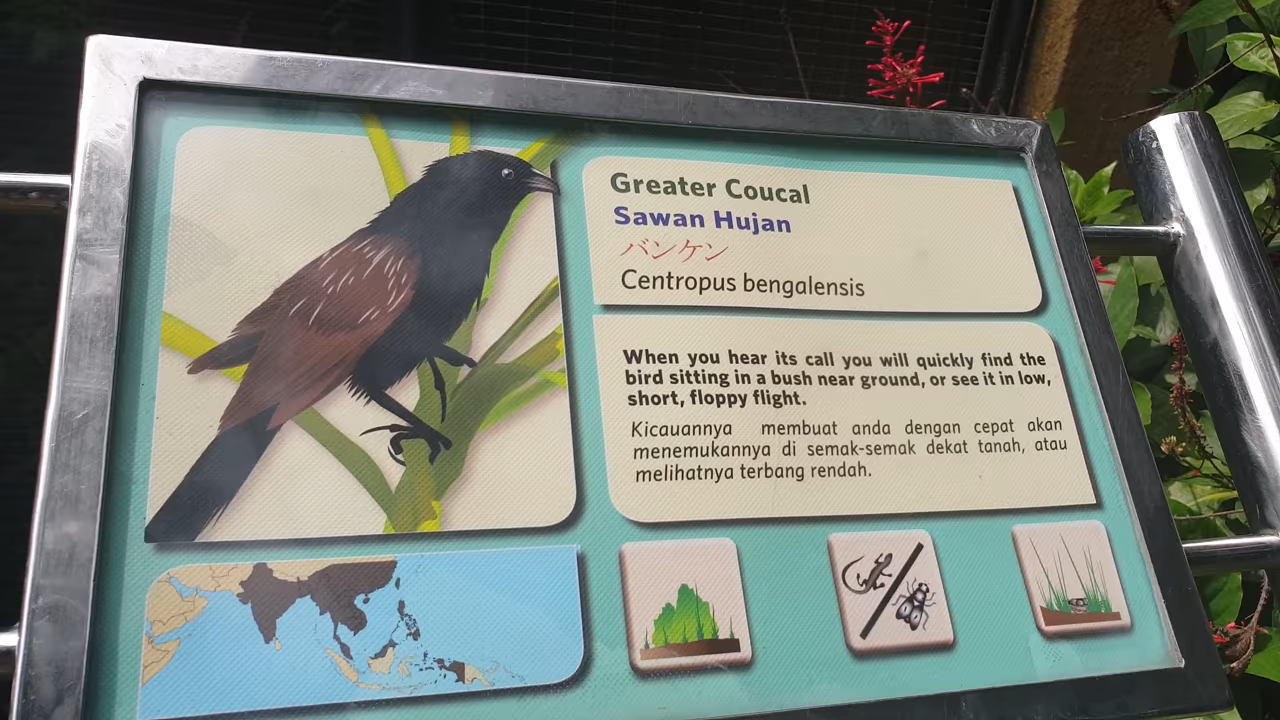 Greater Coucal
Sawan Hujan
バンケン
Centropus bengalensis
When you hear its call you will quickly find the
bird sitting in a bush near ground, or see it in low,
short, floppy flight.
Kicauannya membuat anda dengan cepat akan
menemukannya di semak-semak dekat tanah, atau
melihatnya terbang rendah.